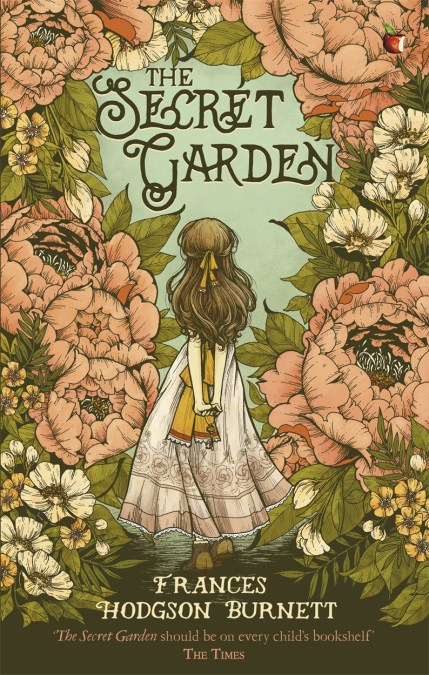 THE
SECRET
GARDEN
FRANCES
HODGSON BURNETT
'The Secret Garden should be on every child's bookshelf'
THE TIMES